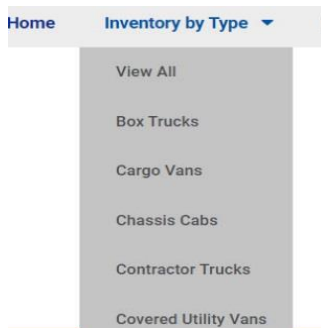 Home Inventory by Type
View All
Box Trucks
Cargo Vans
Chassis Cabs
Contractor Trucks
Covered Utility Vans